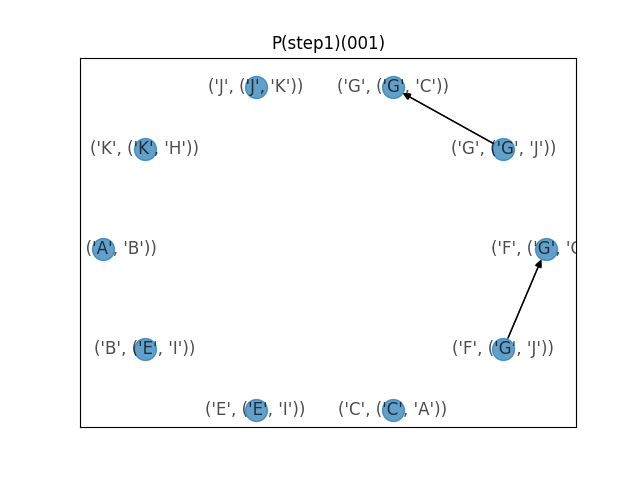 P(step1)(001)
('J', ('J', 'K'))
('G', ('G', 'C'))
('K', ('K', 'H'))
('G', ('G', 'J'))
('A', 'B'))
('F', ('G', 'C
('B', ('E', 'I'))
('F', ('G', 'J'))
('E', ('E', 'I'))
('C', ('C', 'A'))